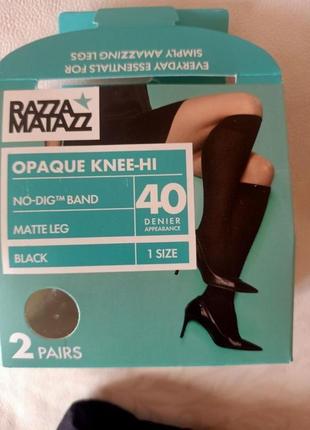 EVERYDAY ESSENTIALS FOR
SIMPLY AMAZZING LEGS
RAZZA
MATAZZ
OPAQUE KNEE-HI
NO-DIG™ BAND
MATTE LEG
BLACK
40
DENIER
APPEARANCE
1 SIZE
2 PAIRS